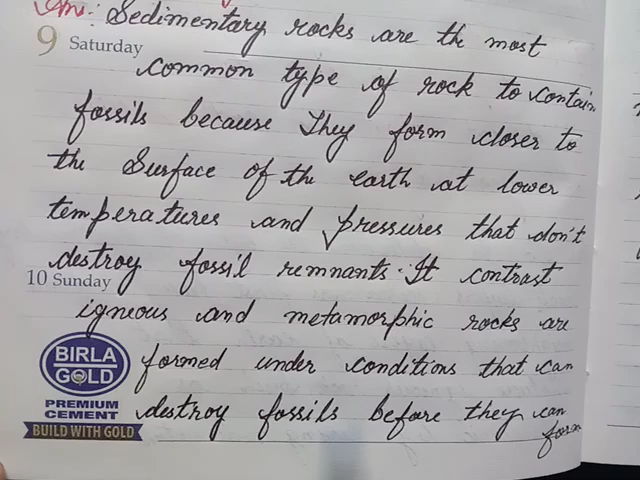 Ans: Sedimentary rocks are the most
9 Saturday
common type of rock to contain
fossils because They form closer to
the Surface of the earth at lower
temperatures and pressures that don't
destroy fossil remnants. It contrast
10 Sunday
igneous and metamorphic rocks are
BIRLA
GOLD
formed under conditions that can
PREMIUM
CEMENT
destroy fossils before they can
form
BUILD WITH GOLD